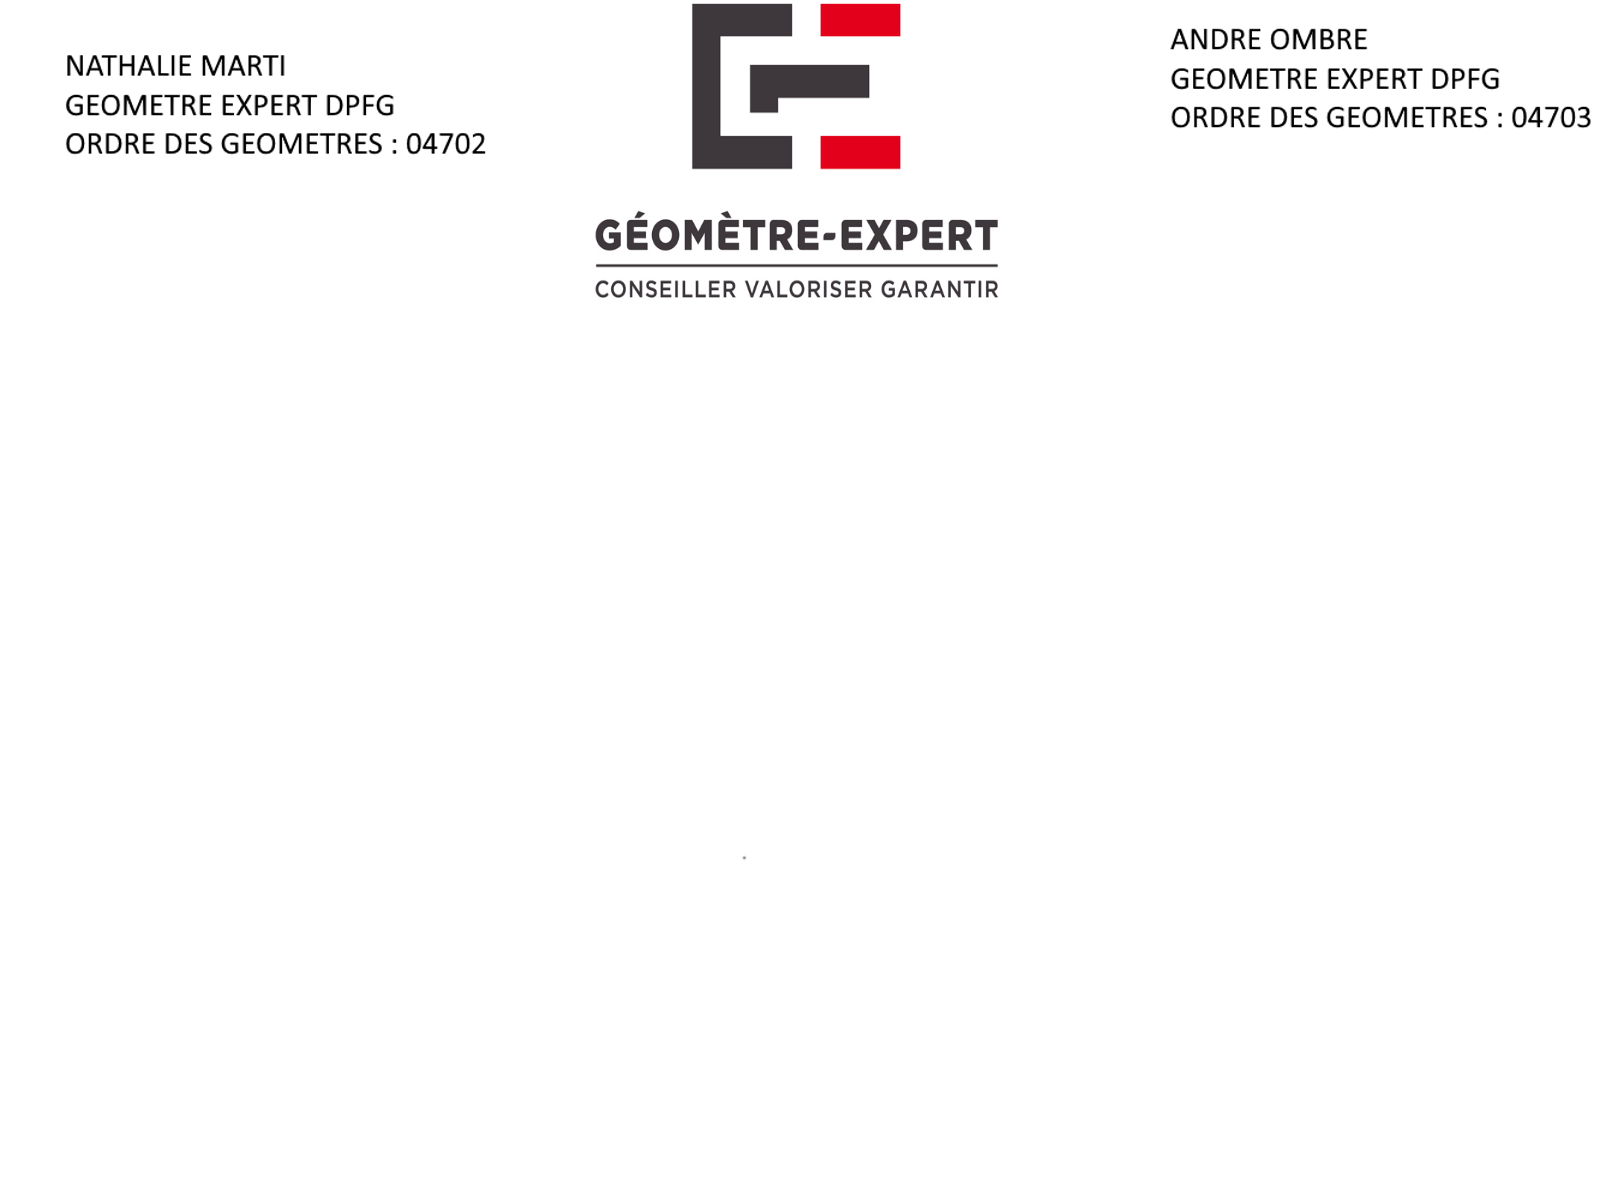 NATHALIE MARTI
GEOMETRE EXPERT DPFG
ORDRE DES GEOMETRES : 04702
GÉOMÈTRE-EXPERT
CONSEILLER VALORISER GARANTIR
ANDRE OMBRE
GEOMETRE EXPERT DPFG
ORDRE DES GEOMETRES : 04703